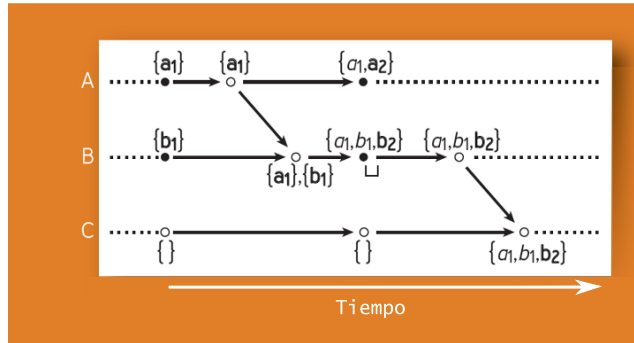 {a₁} {a₁} {a₁,a₂}
A
{b₁} {a₁,b₁,b₂} {a₁,b₁,b₂}
B
{a₁},{b₁}
C
{} {} {a₁,b₁,b₂}
Tiempo